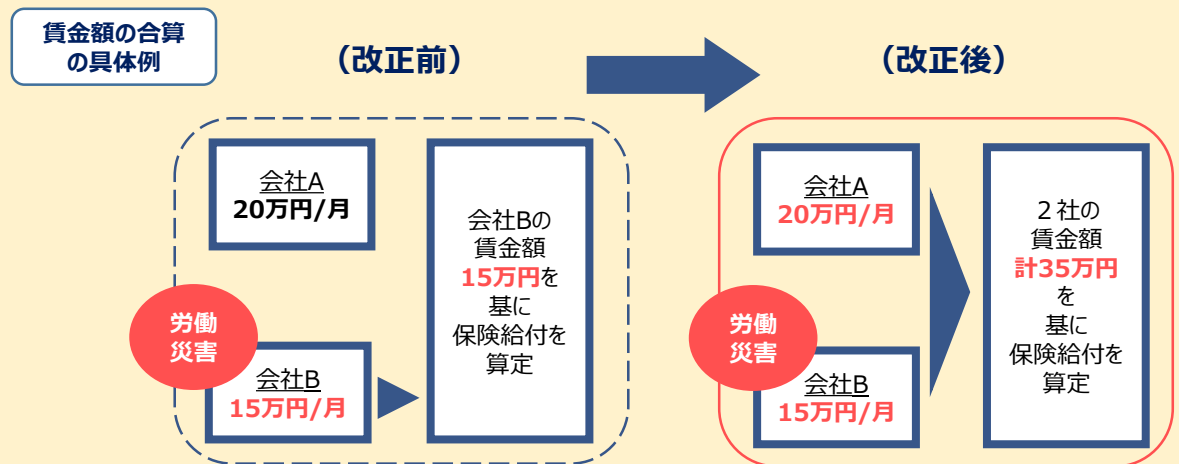 賃金額の合算
の具体例
（改正前）
会社A
20万円/月
労働
災害
会社B
15万円/月
会社Bの
賃金額
15万円を
基に
保険給付を
算定
（改正後）
会社A
20万円/月
労働
災害
会社B
15万円/月
２社の
賃金額
計35万円
を
基に
保険給付を
算定